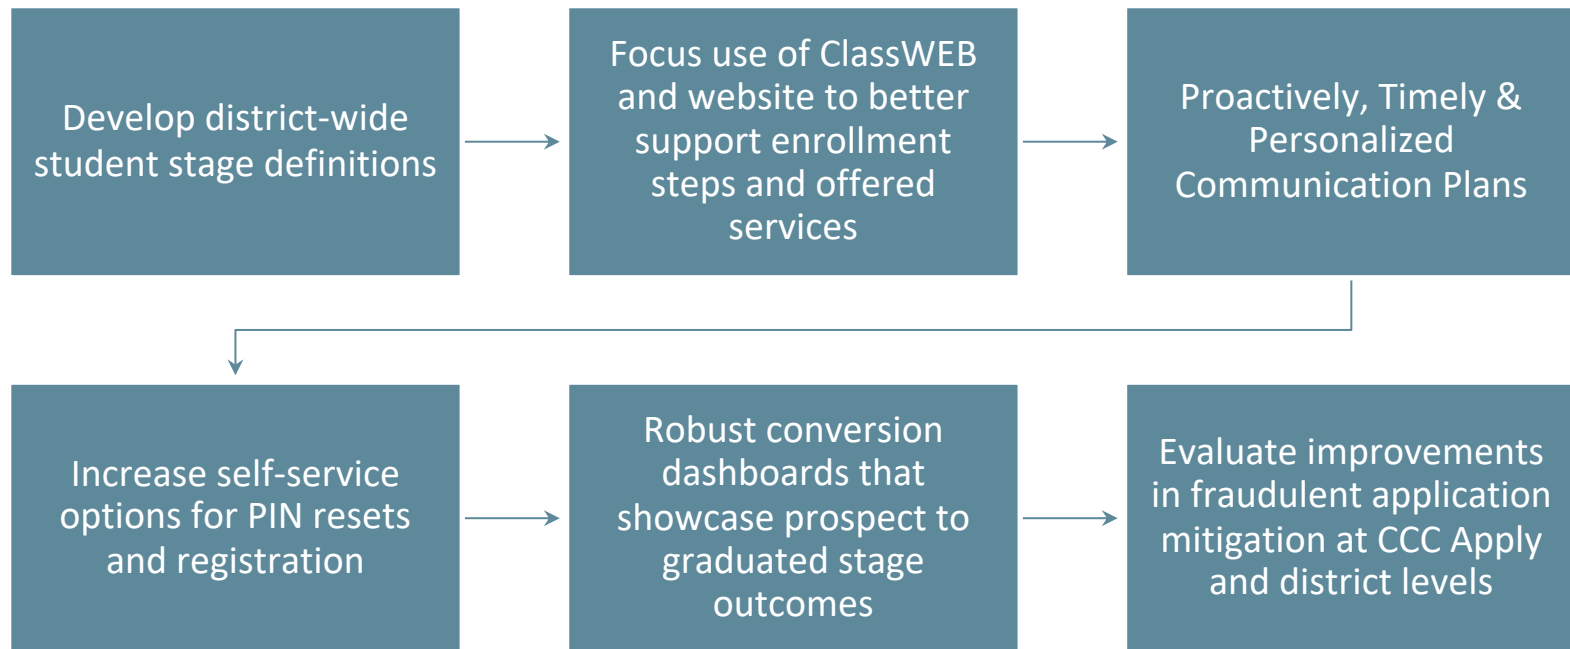 Develop district-wide
student stage definitions
Focus use of ClassWEB
and website to better
support enrollment
steps and offered
services
Proactively, Timely &
Personalized
Communication Plans
Increase self-service
options for PIN resets
and registration
Robust conversion
dashboards that
showcase prospect to
graduated stage
outcomes
Evaluate improvements
in fraudulent application
mitigation at CCC Apply
and district levels